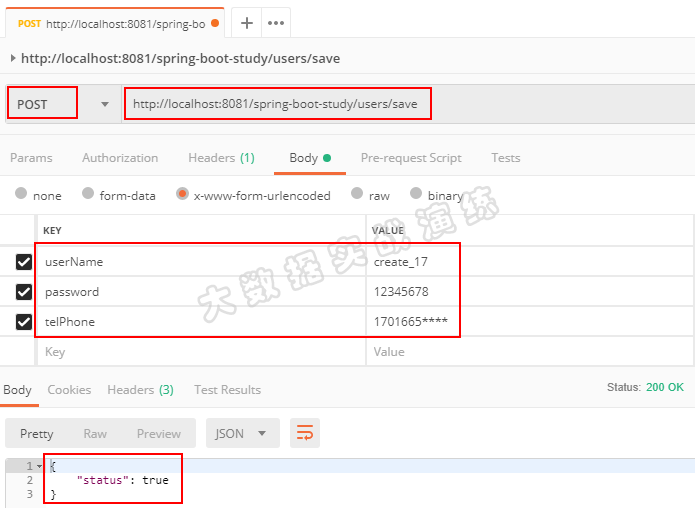 POST http://localhost:8081/spring-bo + •••
http://localhost:8081/spring-boot-study/users/save
POST http://localhost:8081/spring-boot-study/users/save
Params Authorization Headers (1) Body Pre-request Script Tests
none form-data x-www-form-urlencoded raw binary
KEY VALUE
userName create_17
password 12345678
telPhone 1701665****
Key Value
大数据实战演练
Body Cookies Headers (3) Test Results Status: 200 OK
Pretty Raw Preview JSON
1 {
2 "status": true
3 }